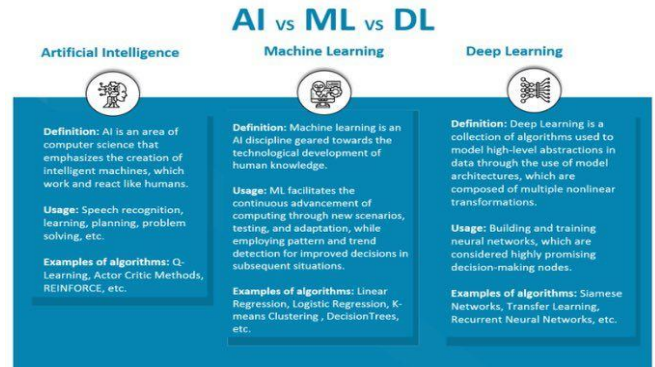 AI vs ML vs DL
Artificial Intelligence
Definition: AI is an area of
computer science that
emphasizes the creation of
intelligent machines, which
work and react like humans.
Usage: Speech recognition,
learning, planning, problem
solving, etc.
Examples of algorithms: Q-
Learning, Actor Critic Methods,
REINFORCE, etc.
Machine Learning
Definition: Machine learning is an
AI discipline geared towards the
technological development of
human knowledge.
Usage: ML facilitates the
continuous advancement of
computing through new scenarios,
testing, and adaptation, while
employing pattern and trend
detection for improved decisions in
subsequent situations.
Examples of algorithms: Linear
Regression, Logistic Regression, K-
means Clustering , DecisionTrees,
etc.
Deep Learning
Definition: Deep Learning is a
collection of algorithms used to
model high-level abstractions in
data through the use of model
architectures, which are
composed of multiple nonlinear
transformations.
Usage: Building and training
neural networks, which are
considered highly promising
decision-making nodes.
Examples of algorithms: Siamese
Networks, Transfer Learning,
Recurrent Neural Networks, etc.